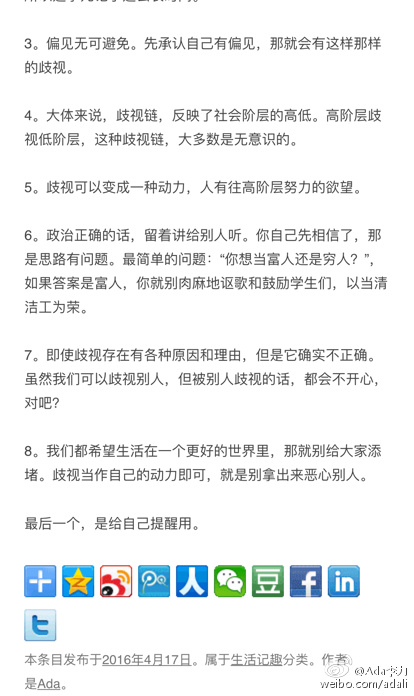 3。偏见无可避免。先承认自己有偏见，那就会有这样那样
的歧视。
4。大体来说，歧视链，反映了社会阶层的高低。高阶层歧
视低阶层，这种歧视链，大多数是无意识的。
5。歧视可以变成一种动力，人有往高阶层努力的欲望。
6。政治正确的话，留着讲给别人听。你自己先相信了，那
是思路有问题。最简单的问题：“你想当富人还是穷人？”，
如果答案是富人，你就别肉麻地讴歌和鼓励学生们，以当清
洁工为荣。
7。即使歧视存在有各种原因和理由，但是它确实不正确。
虽然我们可以歧视别人，但被别人歧视的话，都会不开心，
对吧？
8。我们都希望生活在一个更好的世界里，那就别给大家添
堵。歧视当作自己的动力即可，就是别拿出来恶心别人。
最后一个，是给自己提醒用。
豆
本条目发布于2016年4月17日。属于生活记趣分类。作者
是Ada。
weibo.com/adali